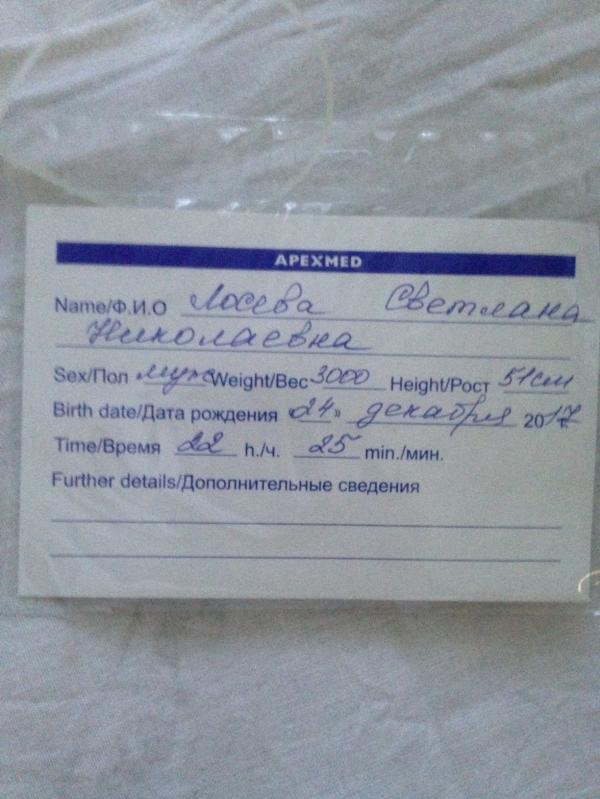 APEXMED
Name/Ф.И.О Лосева Светлана
Николаевна
Sex/Пол муж Weight/Вес 3000 Height/Рост 51см
Birth date/Дата рождения «24» декабря 2017
Time/Время 22 h./ч. 25 min./мин.
Further details/Дополнительные сведения